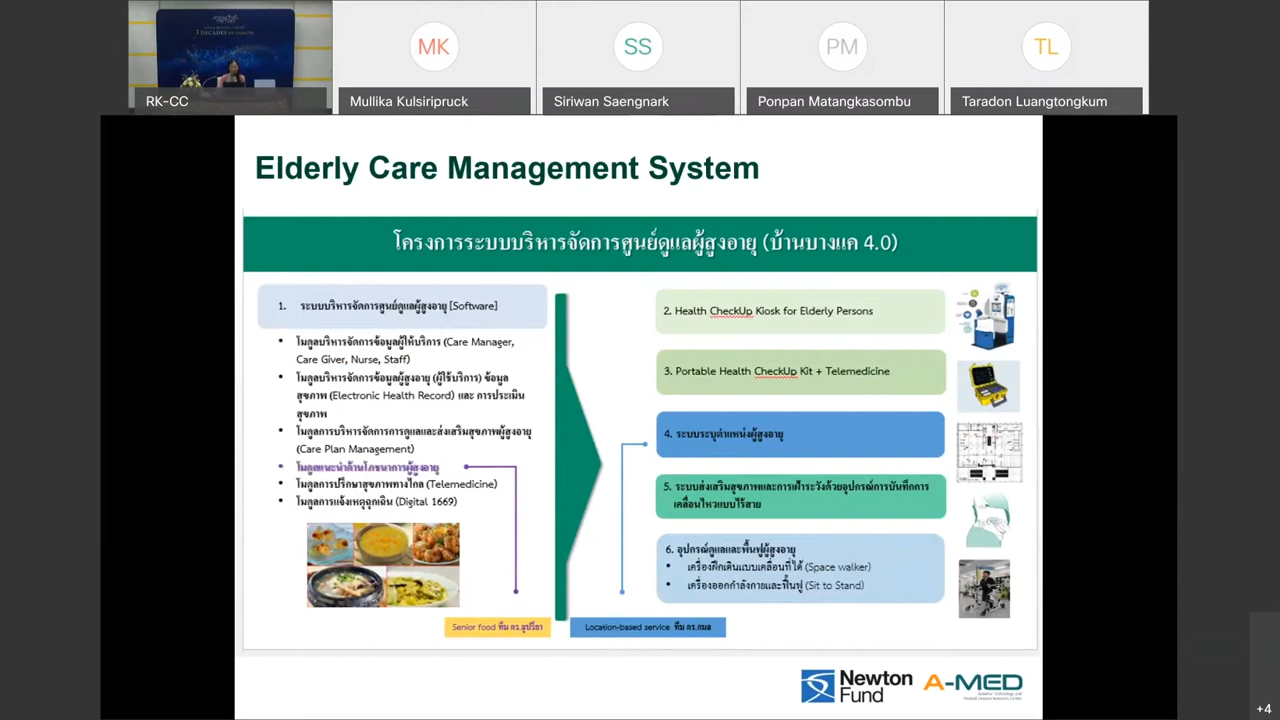 3 DECADES
RK-CC
MK
Mullika Kulsiripruck
SS
Siriwan Saengnark
PM
Ponpan Matangkasombu
TL
Taradon Luangtongkum
Elderly Care Management System
โครงการระบบบริหารจัดการศูนย์ดูแลผู้สูงอายุ (บ้านบางแค 4.0)
1. ระบบบริหารจัดการศูนย์ดูแลผู้สูงอายุ [Software]
• โมดูลบริหารจัดการข้อมูลผู้ให้บริการ (Care Manager,
Care Giver, Nurse, Staff)
• โมดูลบริหารจัดการข้อมูลผู้สูงอายุ (ผู้ใช้บริการ) ข้อมูล
สุขภาพ (Electronic Health Record) และ การประเมิน
สุขภาพ
• โมดูลการบริหารจัดการการดูแลและส่งเสริมสุขภาพผู้สูงอายุ
(Care Plan Management)
• โมดูลแนะนำด้านโภชนาการผู้สูงอายุ
• โมดูลการปรึกษาสุขภาพทางไกล (Telemedicine)
• โมดูลการแจ้งเหตุฉุกเฉิน (Digital 1669)
Senior food ทีม ดร.อุปรียา
2. Health CheckUp Kiosk for Elderly Persons
3. Portable Health CheckUp Kit + Telemedicine
4. ระบบระบุตำแหน่งผู้สูงอายุ
5. ระบบส่งเสริมสุขภาพและการเฝ้าระวังด้วยอุปกรณ์การบันทึกการ
เคลื่อนไหวแบบไร้สาย
6. อุปกรณ์ดูแลและฟื้นฟูผู้สูงอายุ
• เครื่องฝึกเดินแบบเคลื่อนที่ได้ (Space walker)
• เครื่องออกกำลังกายและฟื้นฟู (Sit to Stand)
Location-based service ทีม ดร.กมล
Newton
Fund
A-MED
+4